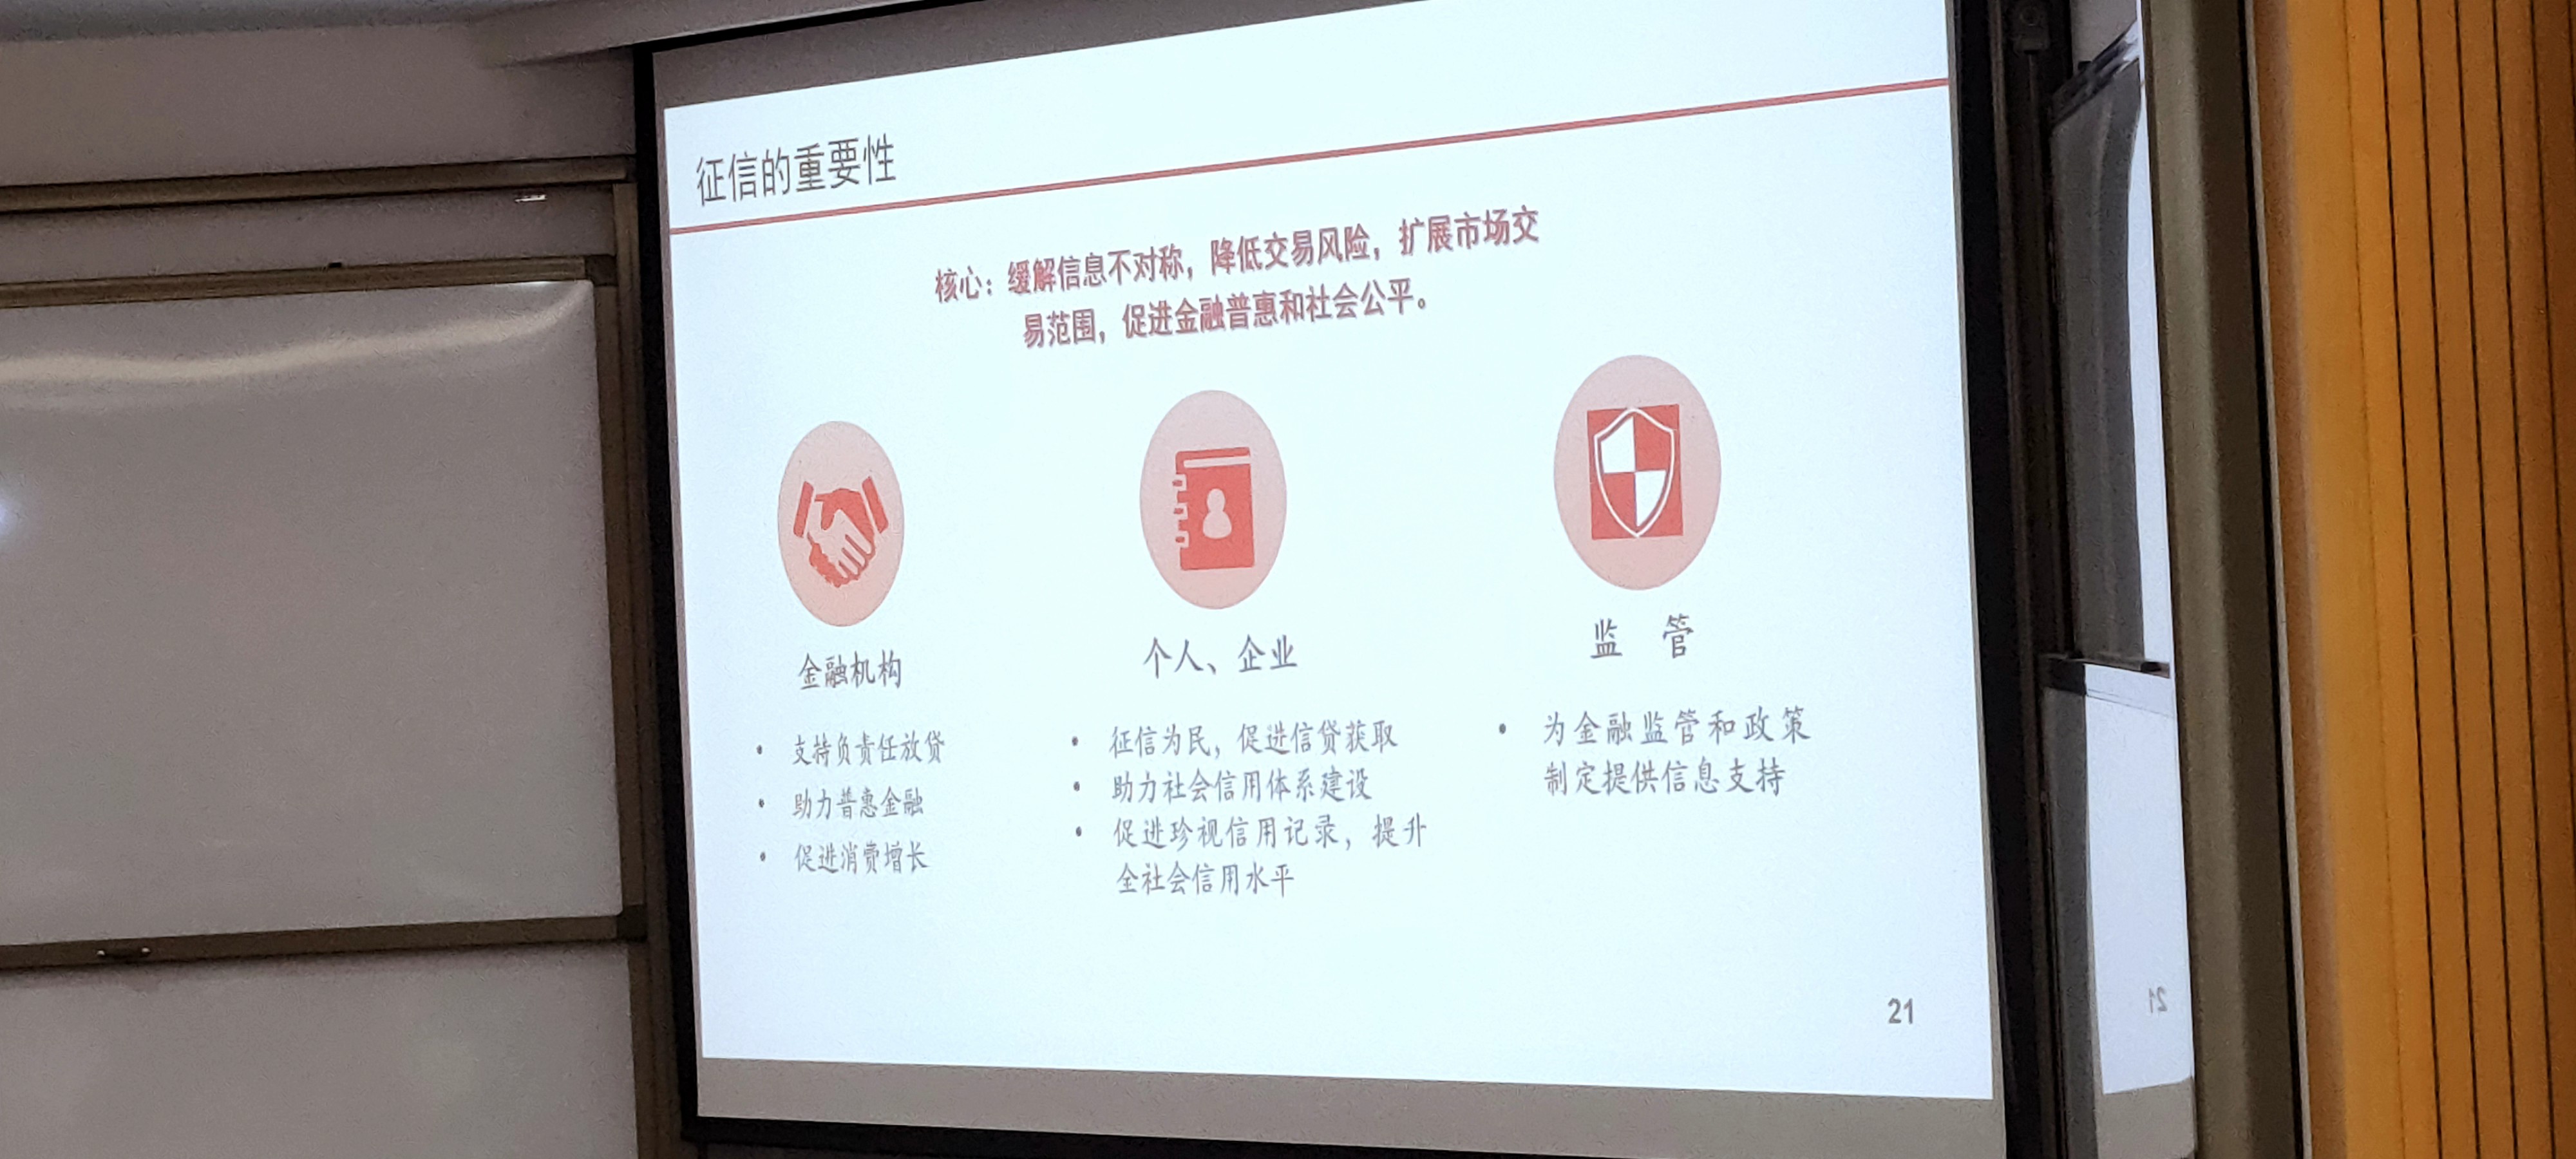 征信的重要性
核心：缓解信息不对称，降低交易风险，扩展市场交
易范围，促进金融普惠和社会公平。
金融机构
• 支持负责任放贷
• 助力普惠金融
• 促进消费增长
个人、企业
• 征信为民，促进信贷获取
• 助力社会信用体系建设
• 促进珍视信用记录，提升
全社会信用水平
监 管
• 为金融监管和政策
制定提供信息支持
21
21